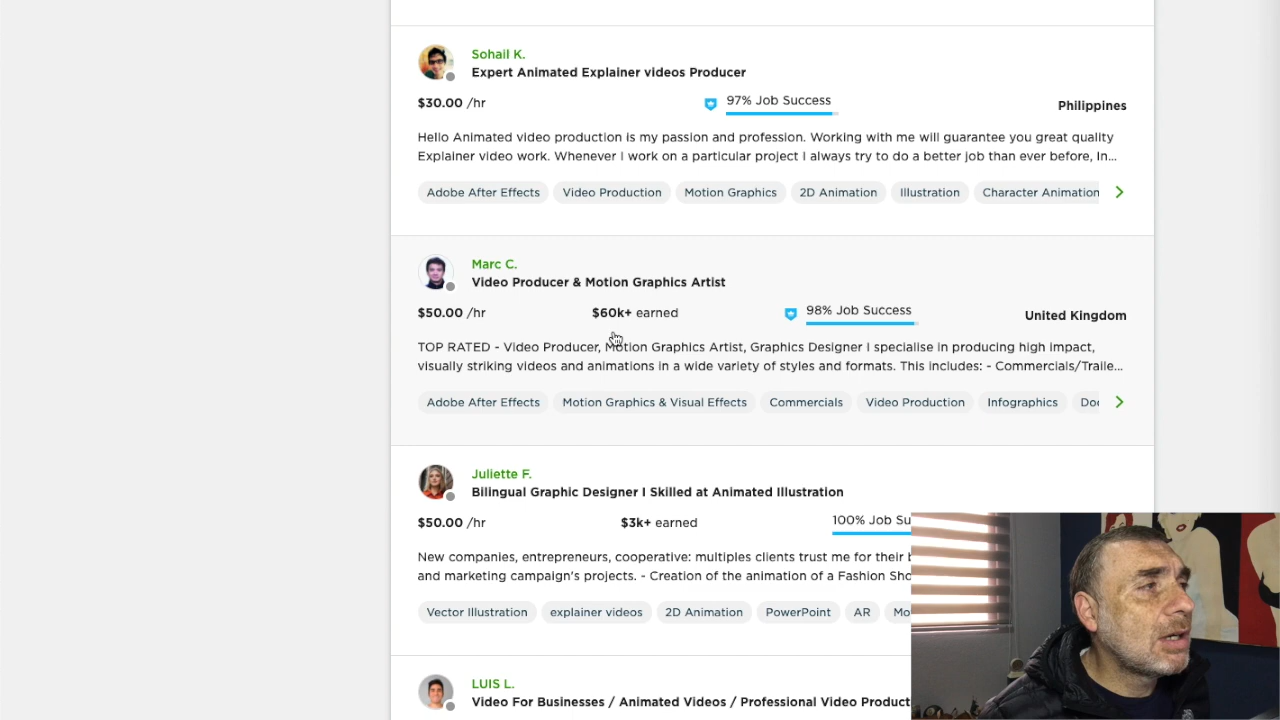 Sohail K.
Expert Animated Explainer videos Producer
$30.00 /hr 97% Job Success Philippines
Hello Animated video production is my passion and profession. Working with me will guarantee you great quality
Explainer video work. Whenever I work on a particular project I always try to do a better job than ever before, In...
Adobe After Effects Video Production Motion Graphics 2D Animation Illustration Character Animation
Marc C.
Video Producer & Motion Graphics Artist
$50.00 /hr $60k+ earned 98% Job Success United Kingdom
TOP RATED - Video Producer, Motion Graphics Artist, Graphics Designer I specialise in producing high impact,
visually striking videos and animations in a wide variety of styles and formats. This includes: - Commercials/Traile...
Adobe After Effects Motion Graphics & Visual Effects Commercials Video Production Infographics
Juliette F.
Bilingual Graphic Designer I Skilled at Animated Illustration
$50.00 /hr $3k+ earned 100% Job Su
New companies, entrepreneurs, cooperative: multiples clients trust me for their
and marketing campaign's projects. - Creation of the animation of a Fashion Sho
Vector Illustration explainer videos 2D Animation PowerPoint AR Mo
LUIS L.
Video For Businesses / Animated Videos / Professional Video Product